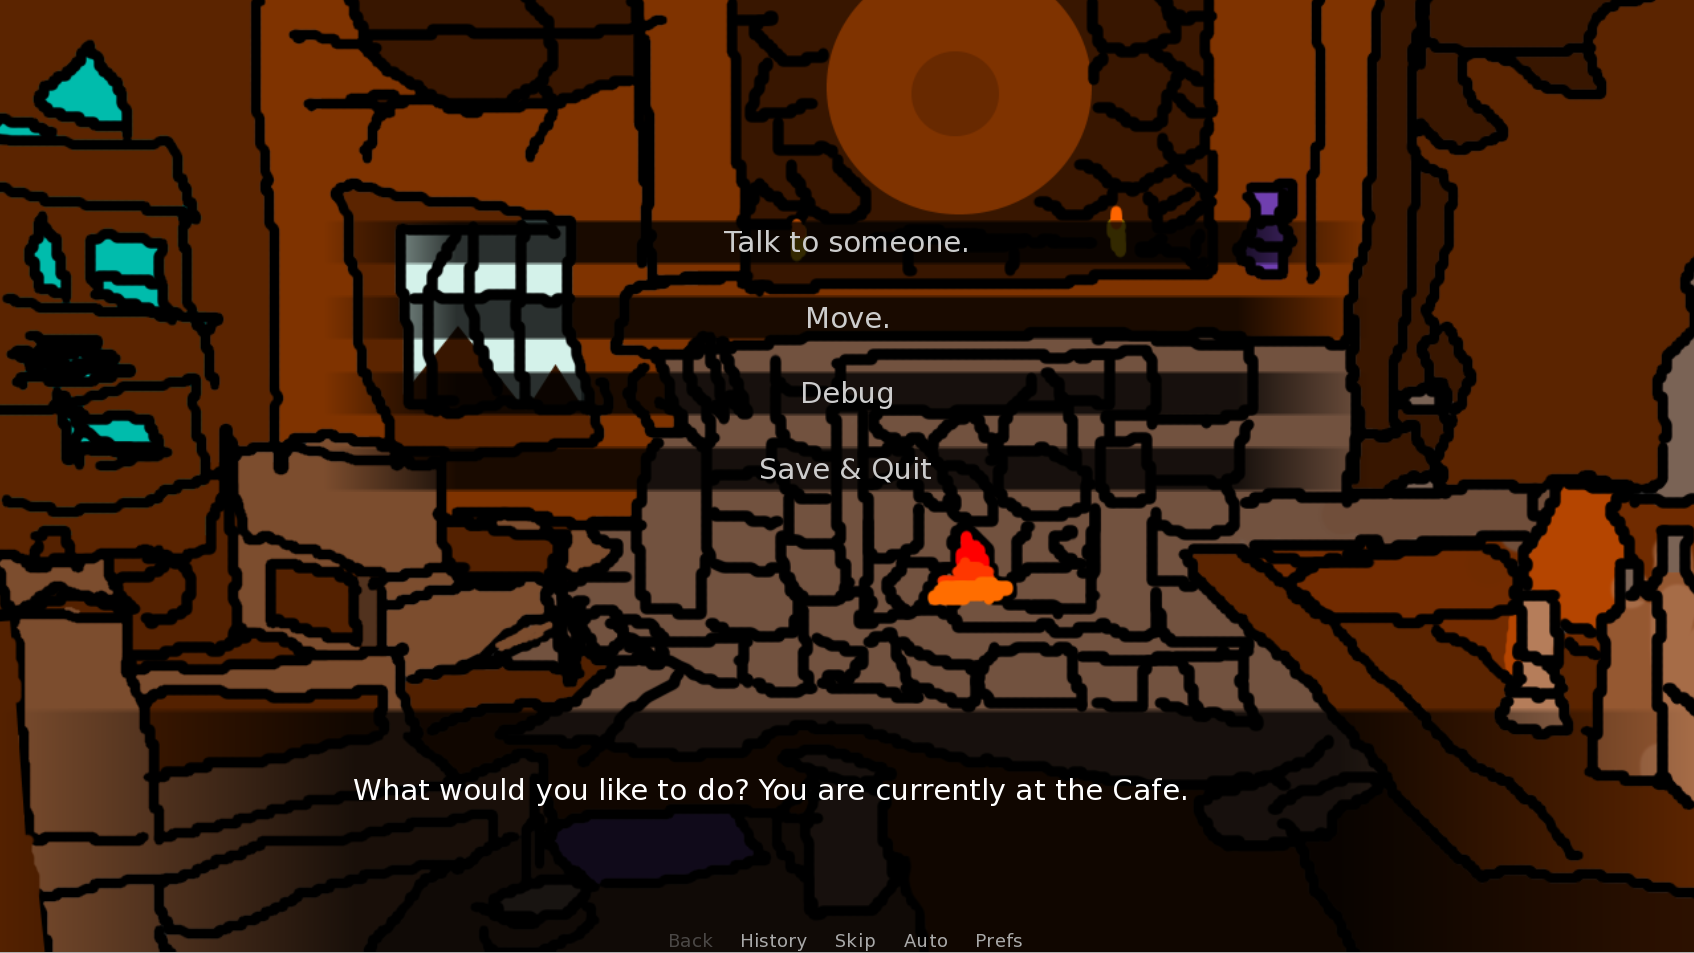 Talk to someone.
Move.
Debug
Save & Quit
What would you like to do? You are currently at the Cafe.
Back History Skip Auto Prefs